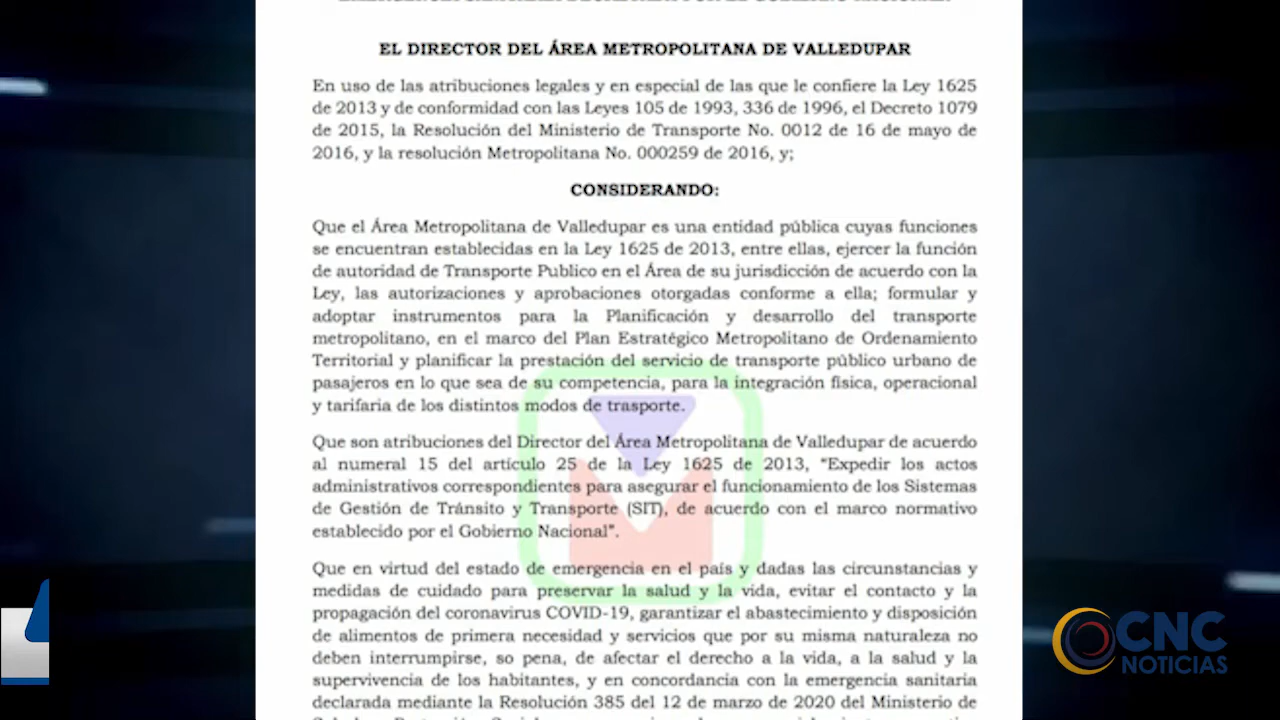 EL DIRECTOR DEL ÁREA METROPOLITANA DE VALLEDUPAR
En uso de las atribuciones legales y en especial de las que le confiere la Ley 1625
de 2013 y de conformidad con las Leyes 105 de 1993, 336 de 1996, el Decreto 1079
de 2015, la Resolución del Ministerio de Transporte No. 0012 de 16 de mayo de
2016, y la resolución Metropolitana No. 000259 de 2016, y;
CONSIDERANDO:
Que el Área Metropolitana de Valledupar es una entidad pública cuyas funciones
se encuentran establecidas en la Ley 1625 de 2013, entre ellas, ejercer la función
de autoridad de Transporte Publico en el Área de su jurisdicción de acuerdo con la
Ley, las autorizaciones y aprobaciones otorgadas conforme a ella; formular y
adoptar instrumentos para la Planificación y desarrollo del transporte
metropolitano, en el marco del Plan Estratégico Metropolitano de Ordenamiento
Territorial y planificar la prestación del servicio de transporte público urbano de
pasajeros en lo que sea de su competencia, para la integración física, operacional
y tarifaria de los distintos modos de trasporte.
Que son atribuciones del Director del Área Metropolitana de Valledupar de acuerdo
al numeral 15 del artículo 25 de la Ley 1625 de 2013, “Expedir los actos
administrativos correspondientes para asegurar el funcionamiento de los Sistemas
de Gestión de Tránsito y Transporte (SIT), de acuerdo con el marco normativo
establecido por el Gobierno Nacional”.
Que en virtud del estado de emergencia en el país y dadas las circunstancias y
medidas de cuidado para preservar la salud y la vida, evitar el contacto y la
propagación del coronavirus COVID-19, garantizar el abastecimiento y disposición
de alimentos de primera necesidad y servicios que por su misma naturaleza no
deben interrumpirse, so pena, de afectar el derecho a la vida, a la salud y la
supervivencia de los habitantes, y en concordancia con la emergencia sanitaria
declarada mediante la Resolución 385 del 12 de marzo de 2020 del Ministerio de
CNC
NOTICIAS